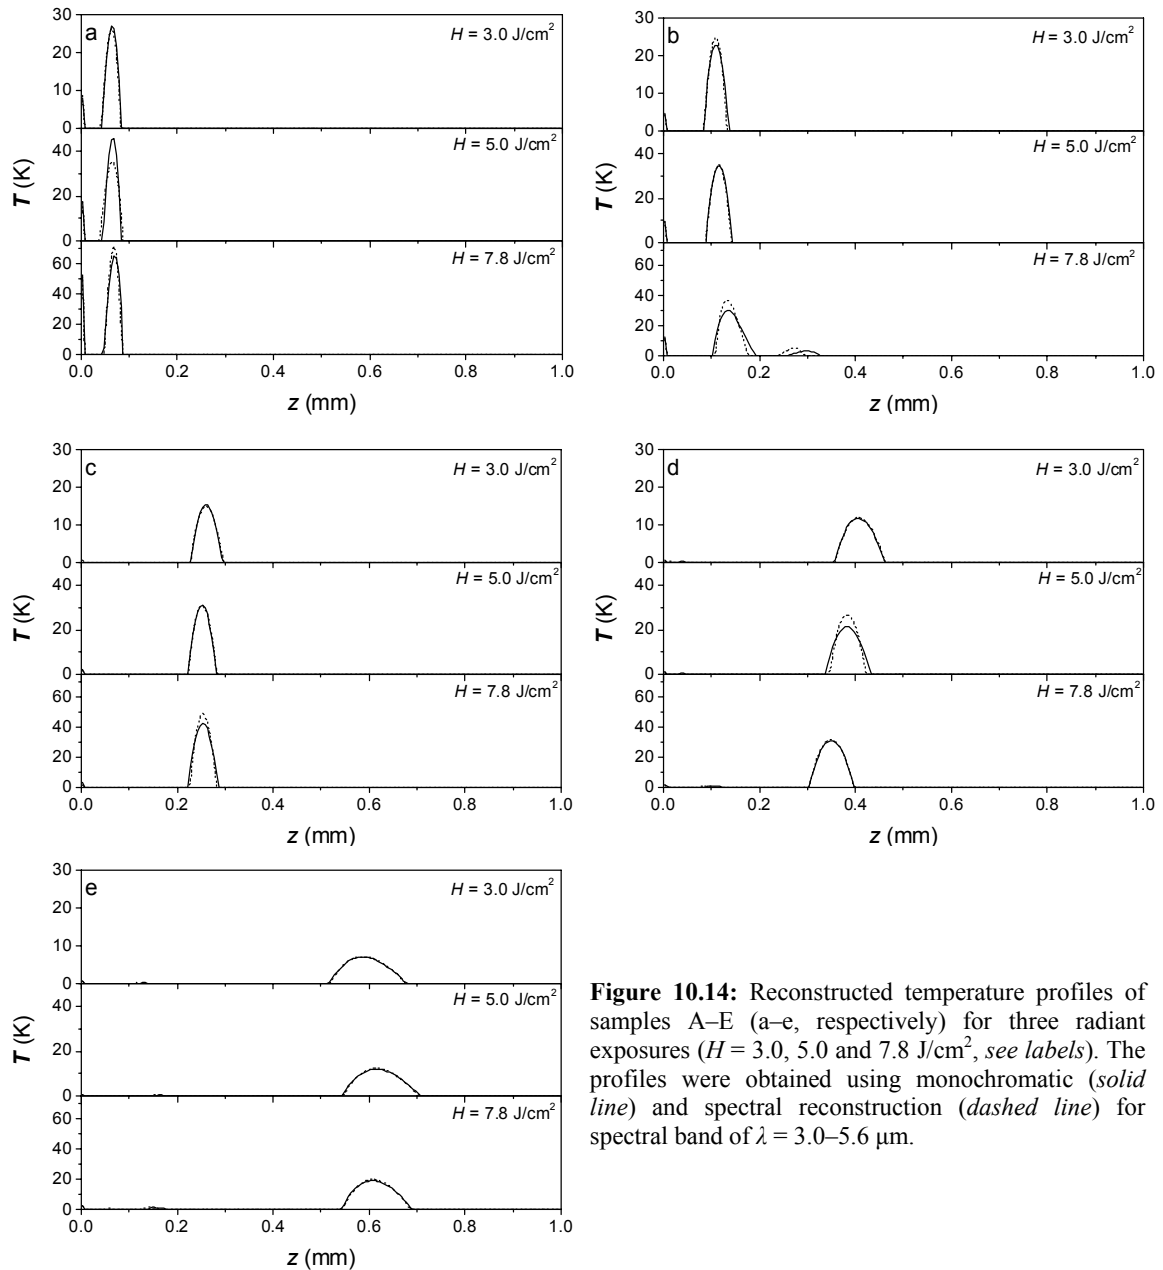 a
H = 3.0 J/cm²
30
20
10
0
H = 5.0 J/cm²
40
20
0
H = 7.8 J/cm²
60
40
20
0
T (K)
0.0 0.2 0.4 0.6 0.8 1.0
z (mm)
b
H = 3.0 J/cm²
30
20
10
0
H = 5.0 J/cm²
40
20
0
H = 7.8 J/cm²
60
40
20
0
T (K)
0.0 0.2 0.4 0.6 0.8 1.0
z (mm)
c
H = 3.0 J/cm²
30
20
10
0
H = 5.0 J/cm²
40
20
0
H = 7.8 J/cm²
60
40
20
0
T (K)
0.0 0.2 0.4 0.6 0.8 1.0
z (mm)
d
H = 3.0 J/cm²
30
20
10
0
H = 5.0 J/cm²
40
20
0
H = 7.8 J/cm²
60
40
20
0
T (K)
0.0 0.2 0.4 0.6 0.8 1.0
z (mm)
e
H = 3.0 J/cm²
30
20
10
0
H = 5.0 J/cm²
40
20
0
H = 7.8 J/cm²
60
40
20
0
T (K)
0.0 0.2 0.4 0.6 0.8 1.0
z (mm)
Figure 10.14: Reconstructed temperature profiles of
samples A–E (a–e, respectively) for three radiant
exposures (H = 3.0, 5.0 and 7.8 J/cm², see labels). The
profiles were obtained using monochromatic (solid
line) and spectral reconstruction (dashed line) for
spectral band of λ = 3.0–5.6 μm.